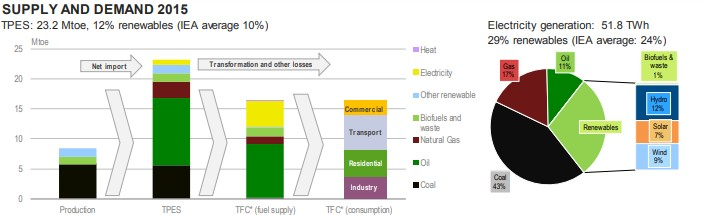 SUPPLY AND DEMAND 2015
TPES: 23.2 Mtoe, 12% renewables (IEA average 10%)
Mtoe
25
20
15
10
5
0
Net import
Transformation and other losses
Commercial
Transport
Residential
Industry
Production
TPES
TFC* (fuel supply)
TFC* (consumption)
Heat
Electricity
Other renewable
Biofuels and
waste
Natural Gas
Oil
Coal
Electricity generation: 51.8 TWh
29% renewables (IEA average: 24%)
Gas
17%
Oil
11%
Renewables
Coal
43%
Biofuels &
waste
1%
Hydro
12%
Solar
7%
Wind
9%